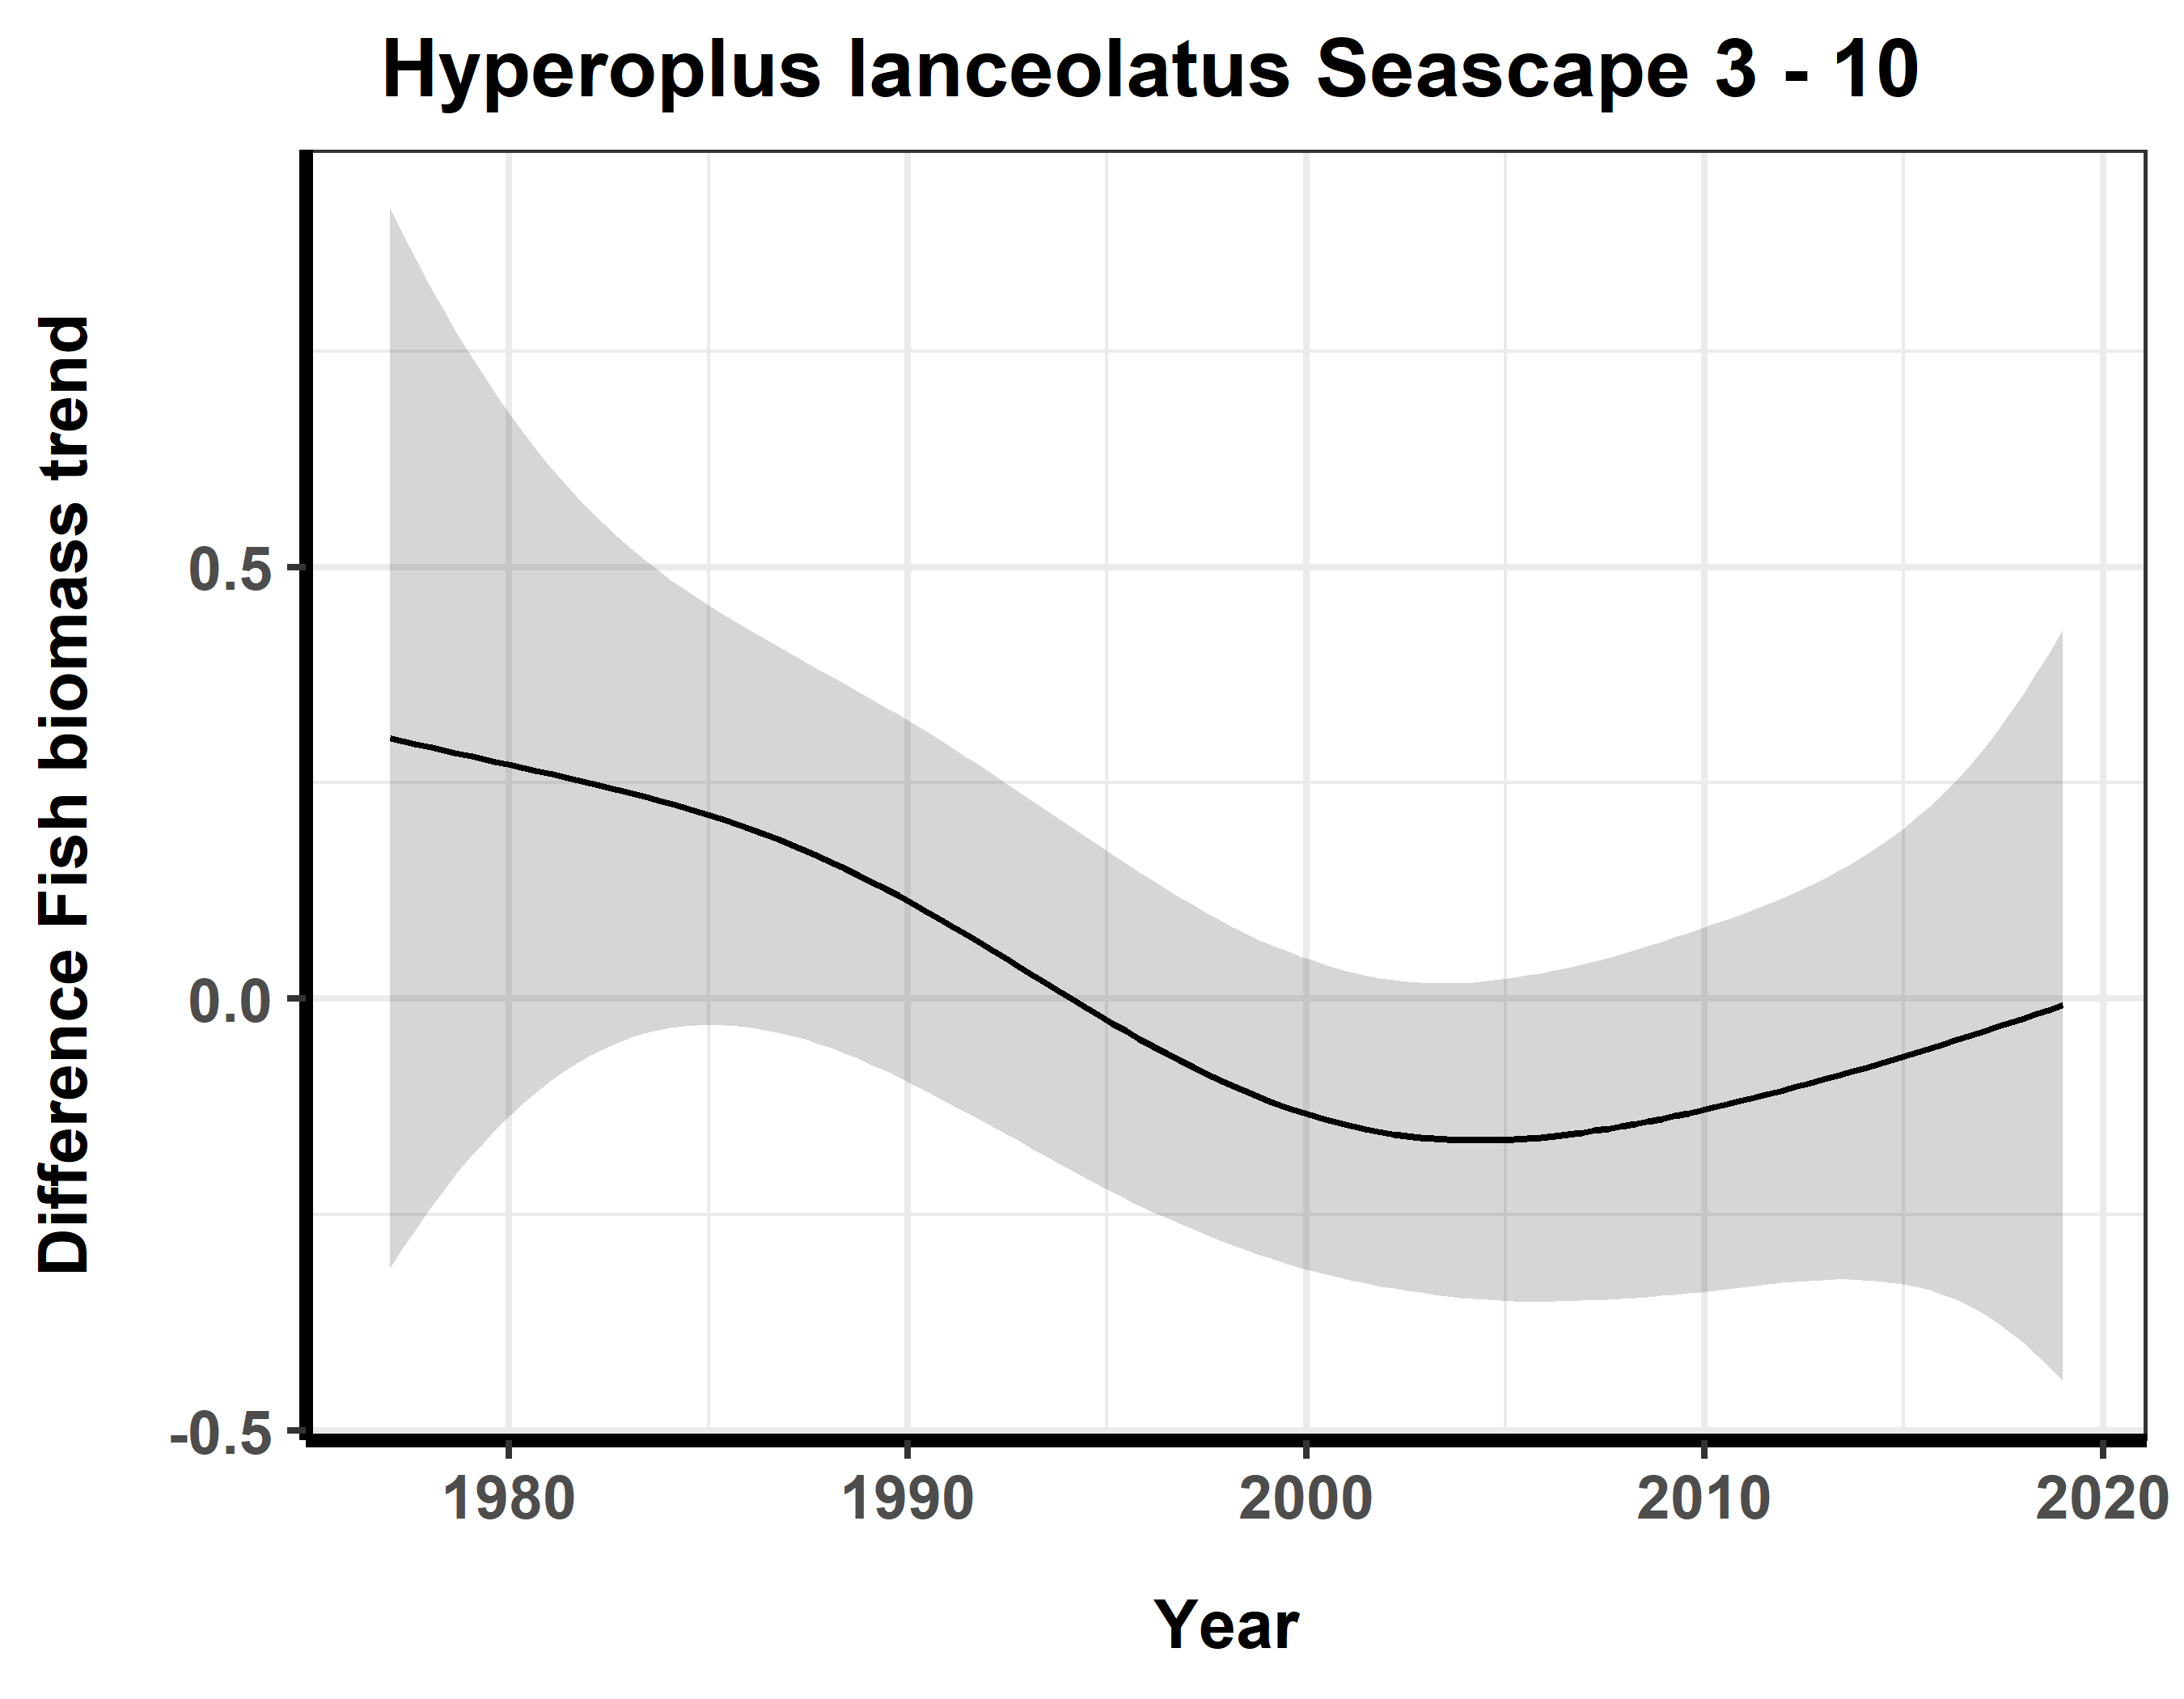 Hyperoplus lanceolatus Seascape 3 - 10
Difference Fish biomass trend
0.5
0.0
-0.5
1980 1990 2000 2010 2020
Year